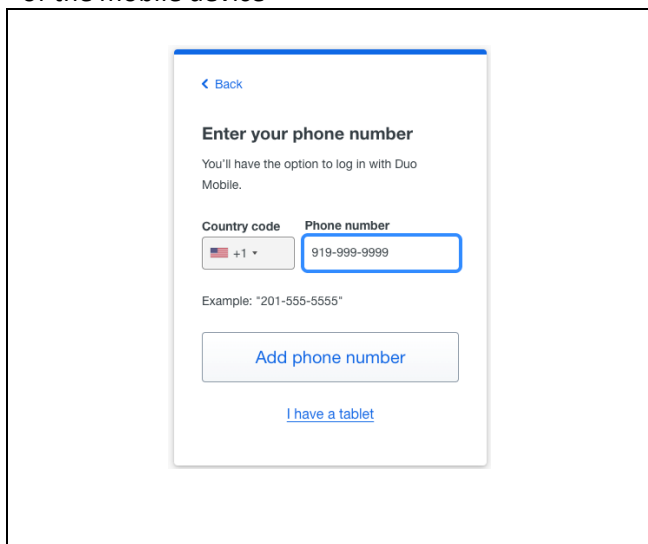 of the mobile device
Back
Enter your phone number
You'll have the option to log in with Duo
Mobile.
Country code Phone number
+1 919-999-9999
Example: "201-555-5555"
Add phone number
I have a tablet